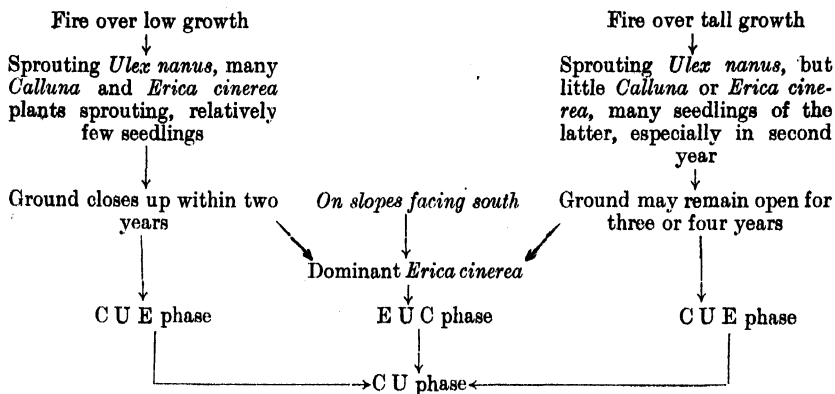 Fire over low growth
Sprouting Ulex nanus, many
Calluna and Erica cinerea
plants sprouting, relatively
few seedlings
Ground closes up within two
years
C U E phase
On slopes facing south
Dominant Erica cinerea
E U C phase
Fire over tall growth
Sprouting Ulex nanus, but
little Calluna or Erica cine-
rea, many seedlings of the
latter, especially in second
year
Ground may remain open for
three or four years
C U E phase
C U phase